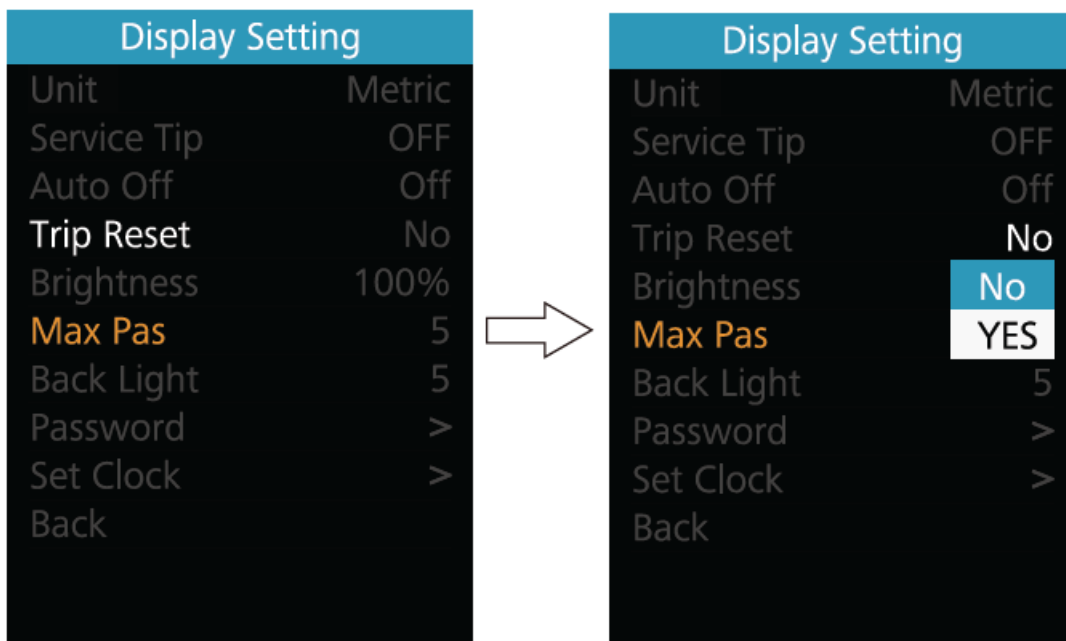 Display Setting
Unit Metric
Service Tip OFF
Auto Off Off
Trip Reset No
Brightness 100%
Max Pas 5
Back Light 5
Password >
Set Clock >
Back
Display Setting
Unit Metric
Service Tip OFF
Auto Off Off
Trip Reset No
Brightness No
Max Pas YES
Back Light 5
Password >
Set Clock >
Back